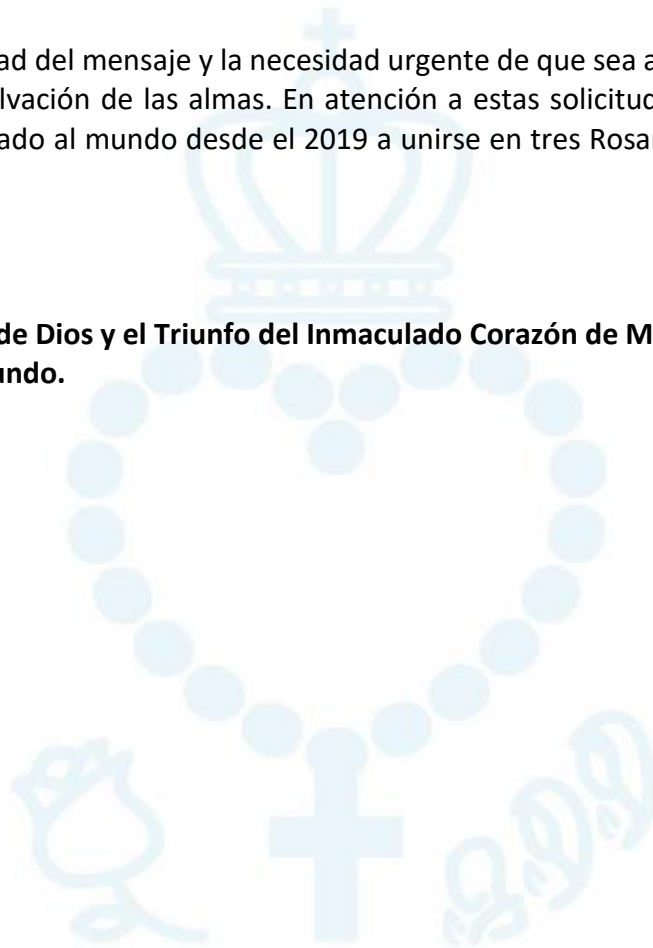 ad del mensaje y la necesidad urgente de que sea a
lvación de las almas. En atención a estas solicitud
ado al mundo desde el 2019 a unirse en tres Rosar
de Dios y el Triunfo del Inmaculado Corazón de M
undo.